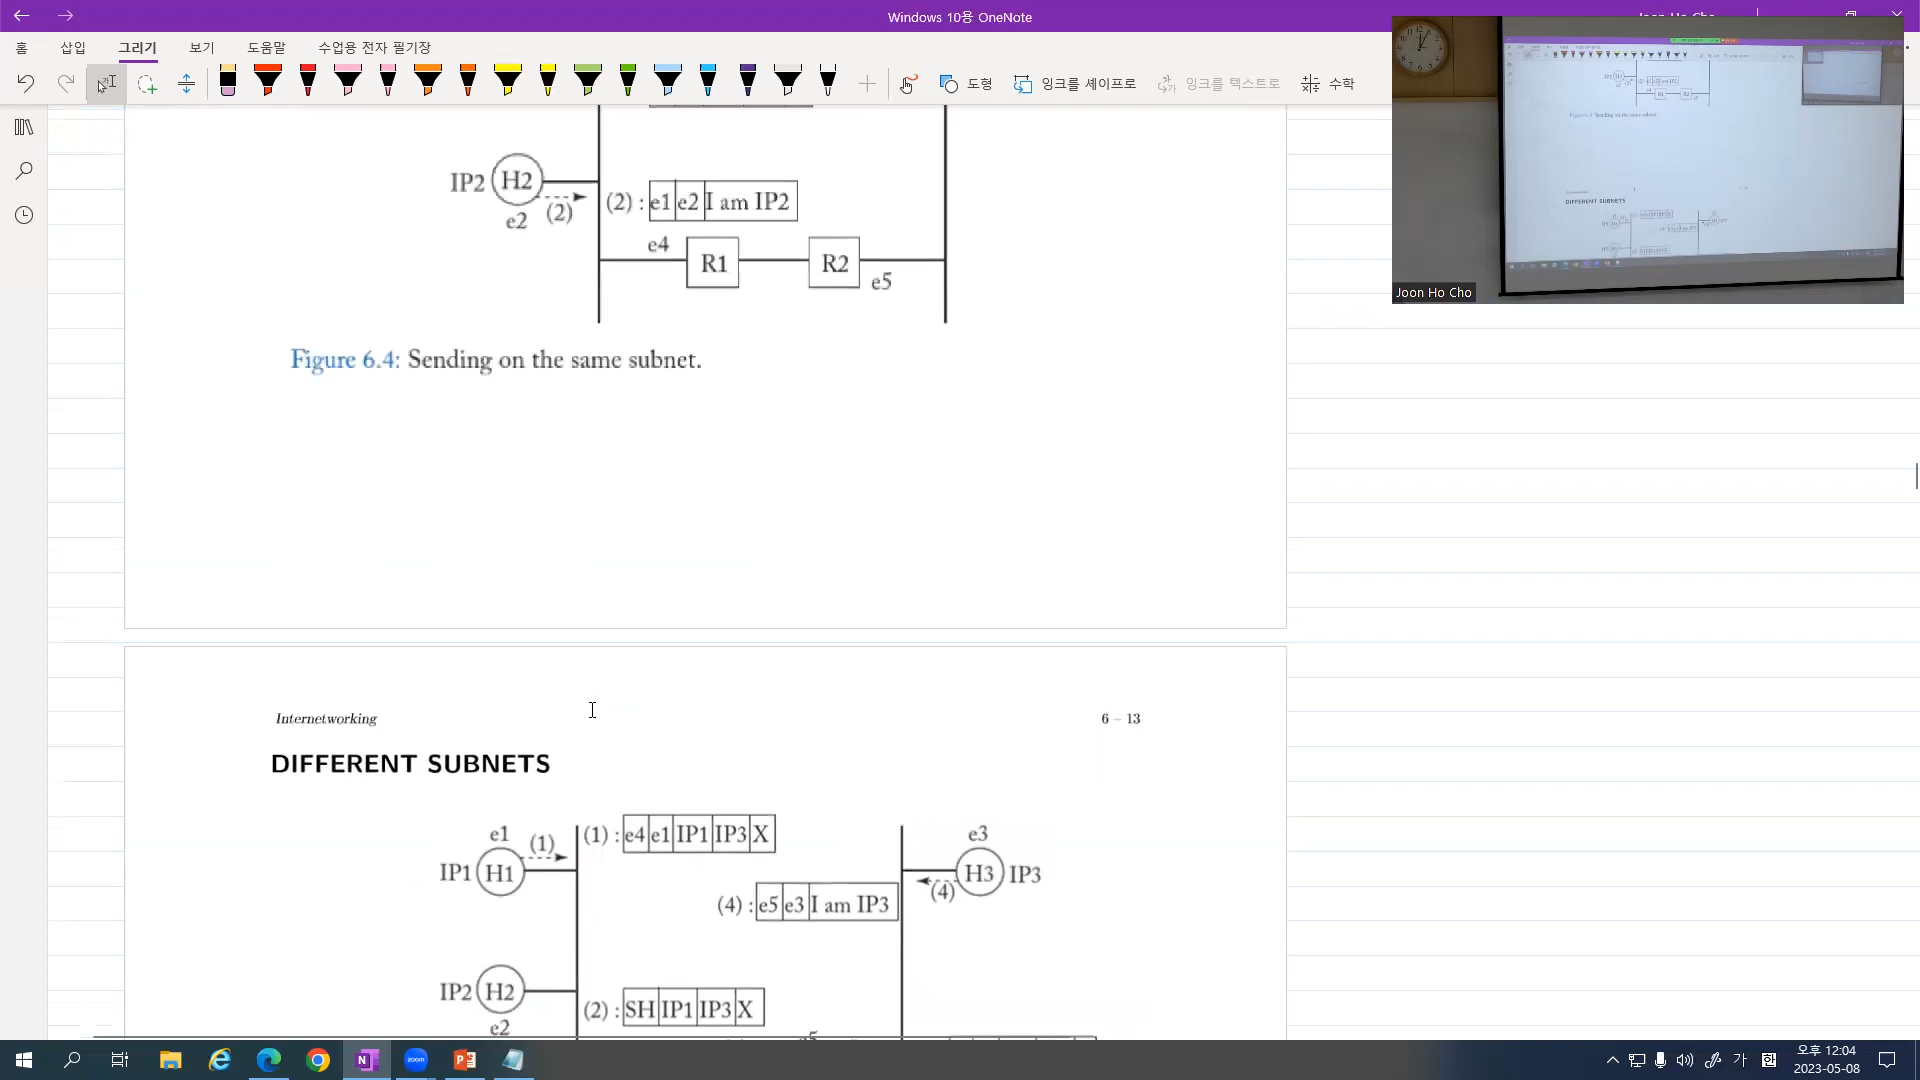 Windows 10용 OneNote
홈 삽입 그리기 보기 도움말 수업용 전자 필기장
도형 잉크를 셰이프로 잉크를 텍스트로 수학
Joon Ho Cho
IP2 H2 (2) : e1 e2 I am IP2
e2 (2)
e4 R1 R2 e5
Figure 6.4: Sending on the same subnet.
Internetworking 6 – 13
DIFFERENT SUBNETS
e1 (1) (1) : e4 e1 IP1 IP3 X e3
IP1 H1 H3 IP3
(4) : e5 e3 I am IP3 (4)
IP2 H2 (2) : SH IP1 IP3 X
e2
zoom
가 한 오후 12:04
2023-05-08